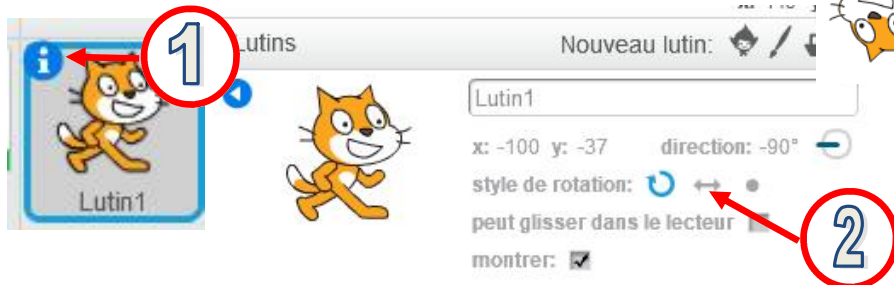 i
1
Lutins
Nouveau lutin:
Lutin1
Lutin1
x: -100 y: -37 direction: -90°
style de rotation:
peut glisser dans le lecteur
montrer:
2